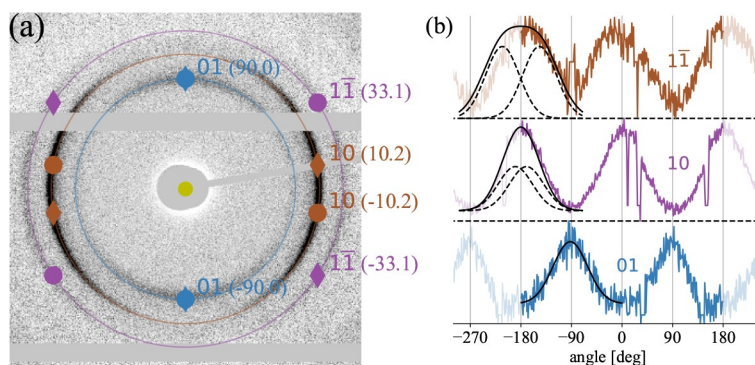 (a)
01 (90.0)
11̅ (33.1)
10 (10.2)
10 (-10.2)
11̅ (-33.1)
01 (-90.0)
(b)
11̅
10
01
−270 −180 −90 0 90 180
angle [deg]